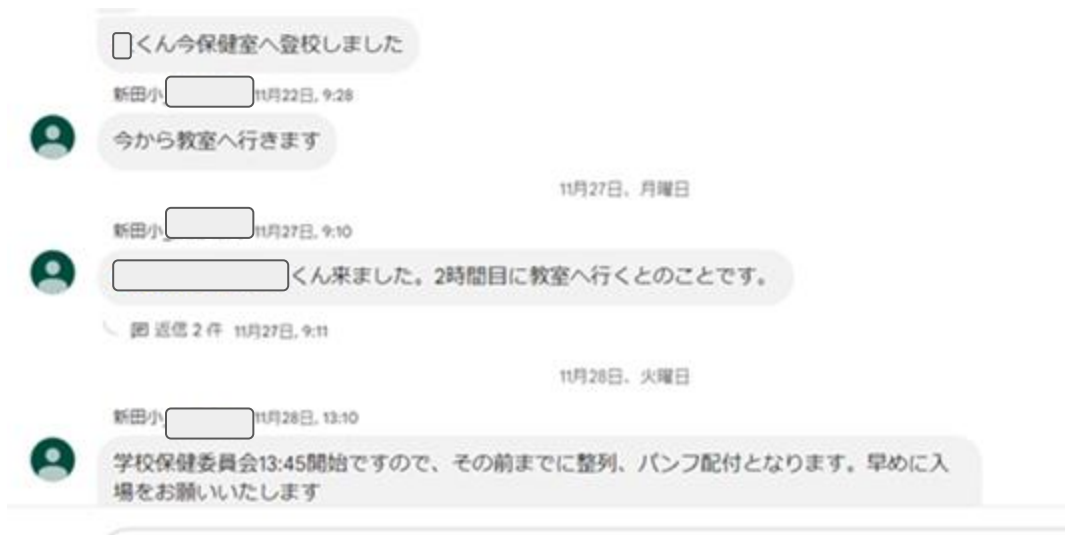 くん今保健室へ登校しました
新田小_ 11月22日, 9:28
今から教室へ行きます
11月27日、月曜日
新田小_ 11月27日, 9:10
くん来ました。2時間目に教室へ行くとのことです。
返信 2 件 11月27日, 9:11
11月28日、火曜日
新田小_ 11月28日, 13:10
学校保健委員会13:45開始ですので、その前までに整列、パンフ配付となります。早めに入
場をお願いいたします